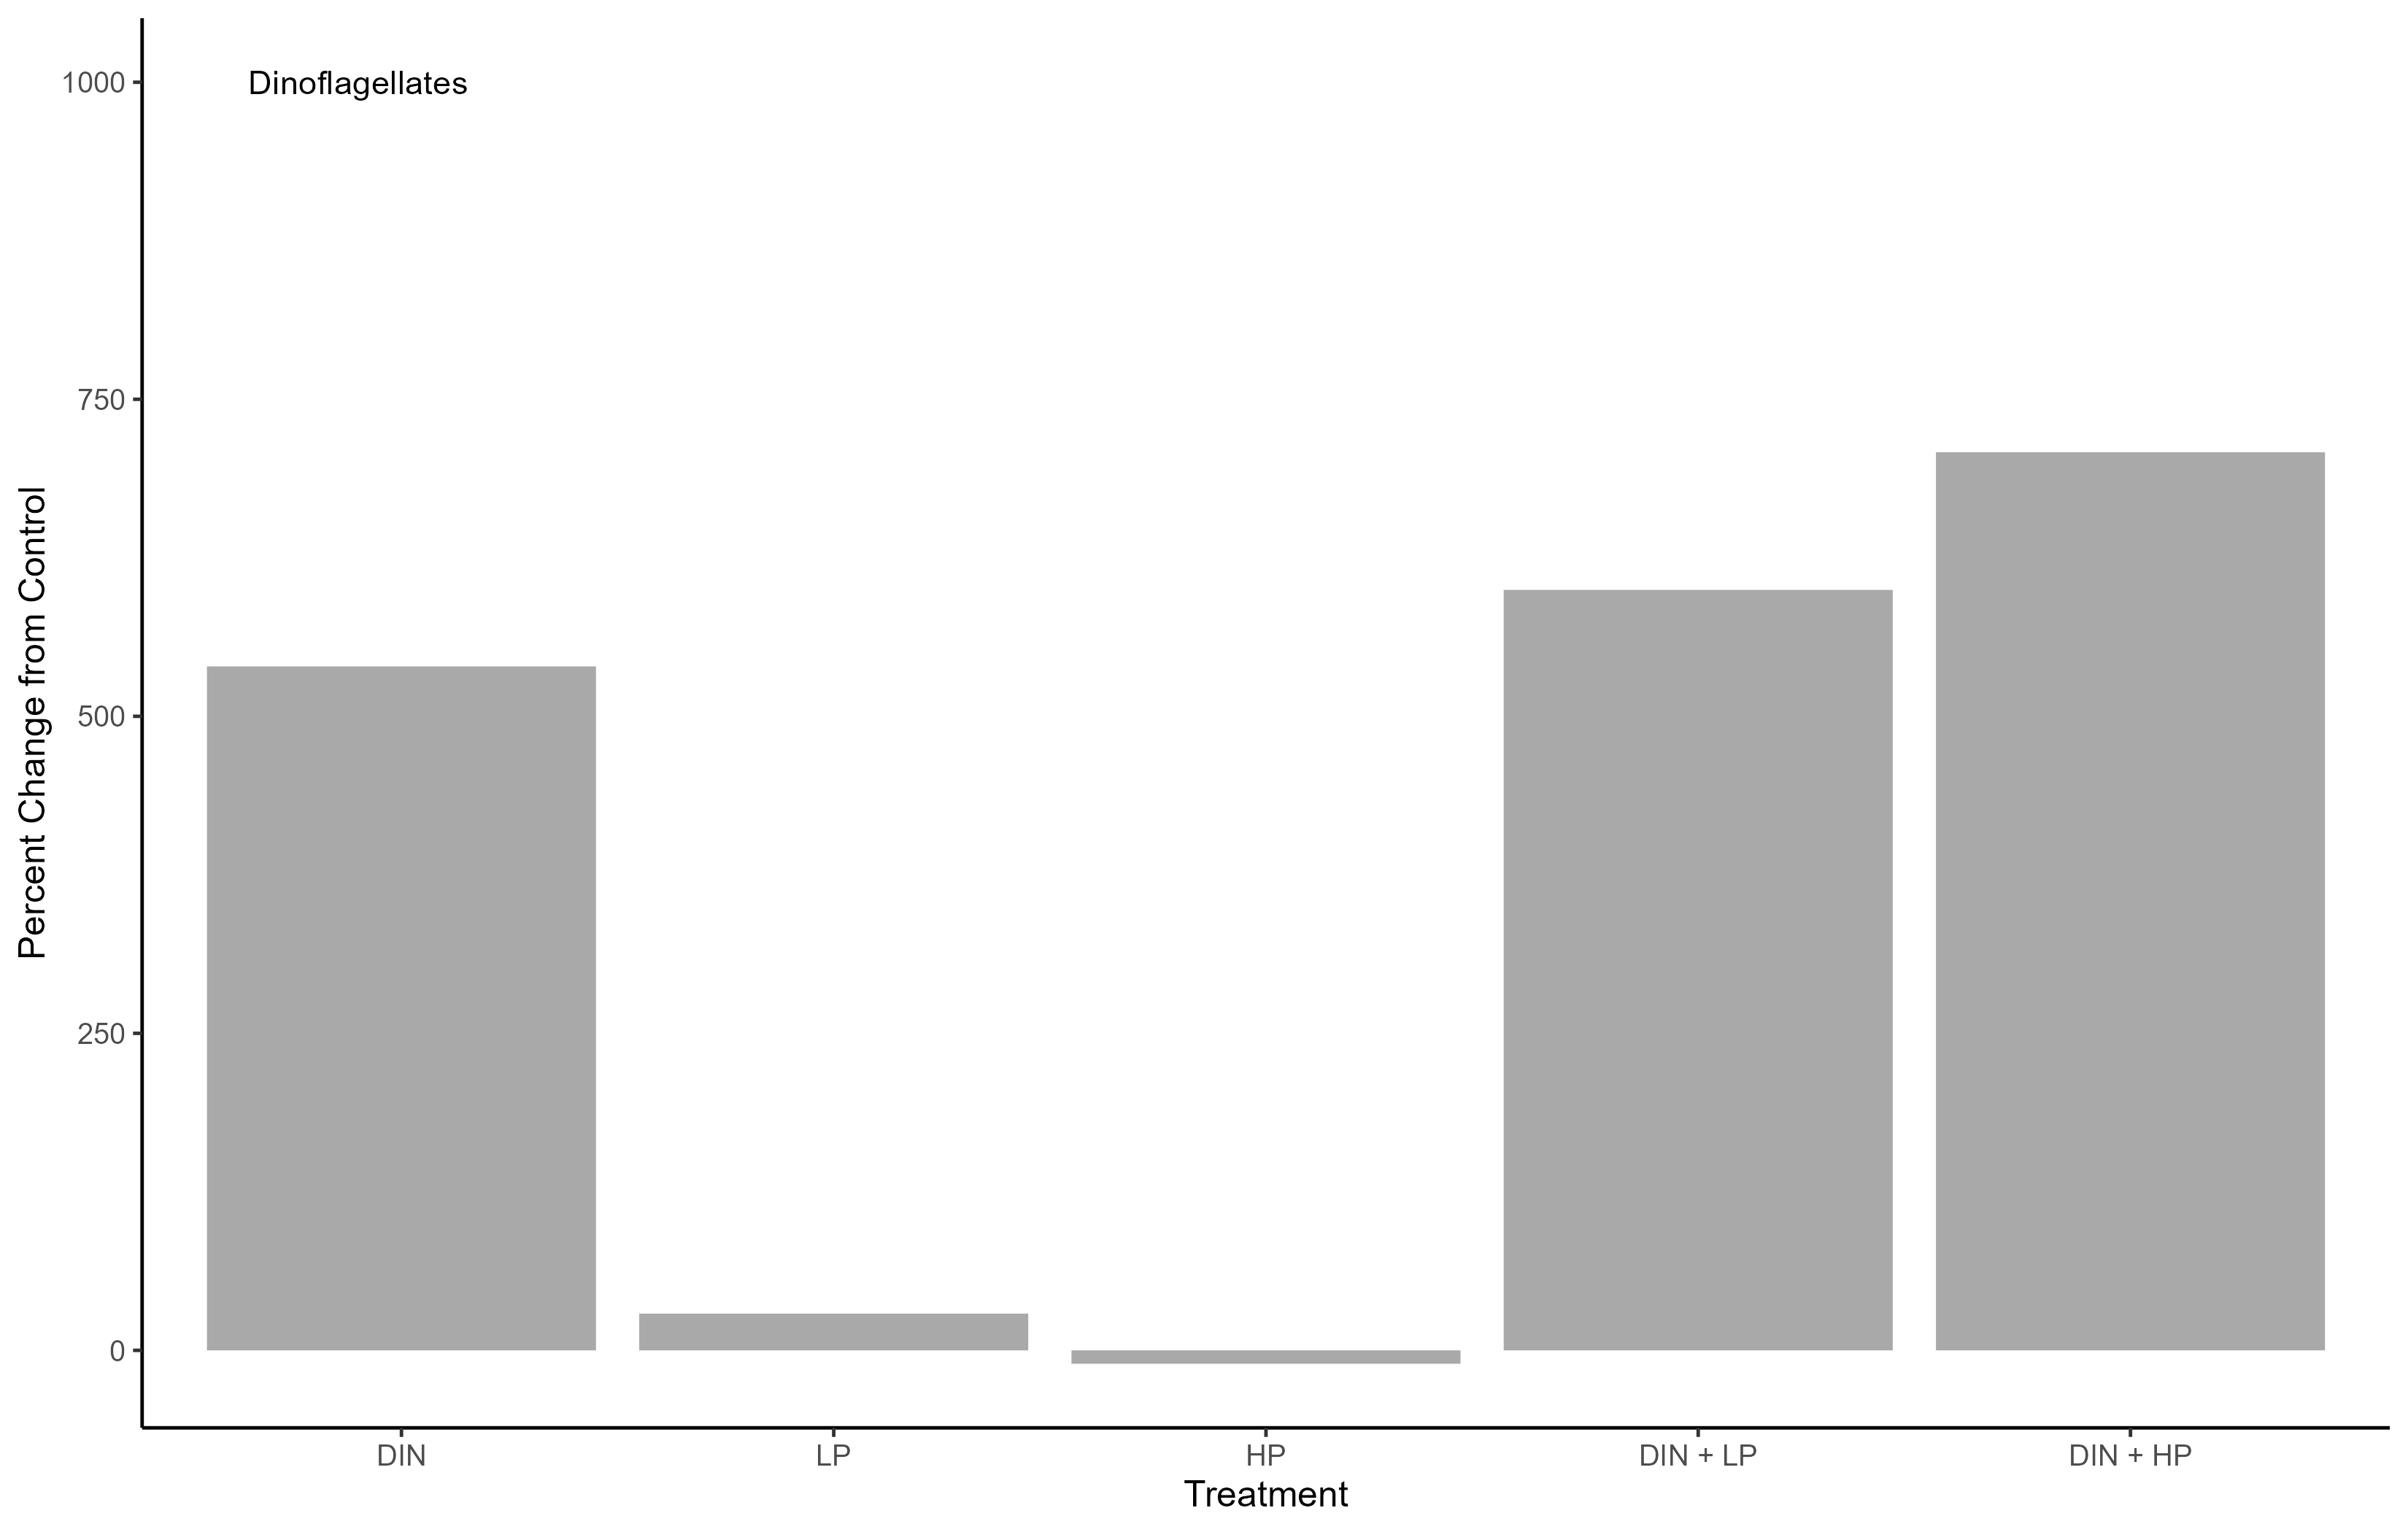 Dinoflagellates
Percent Change from Control
1000
750
500
250
0
DIN
LP
HP
DIN + LP
DIN + HP
Treatment